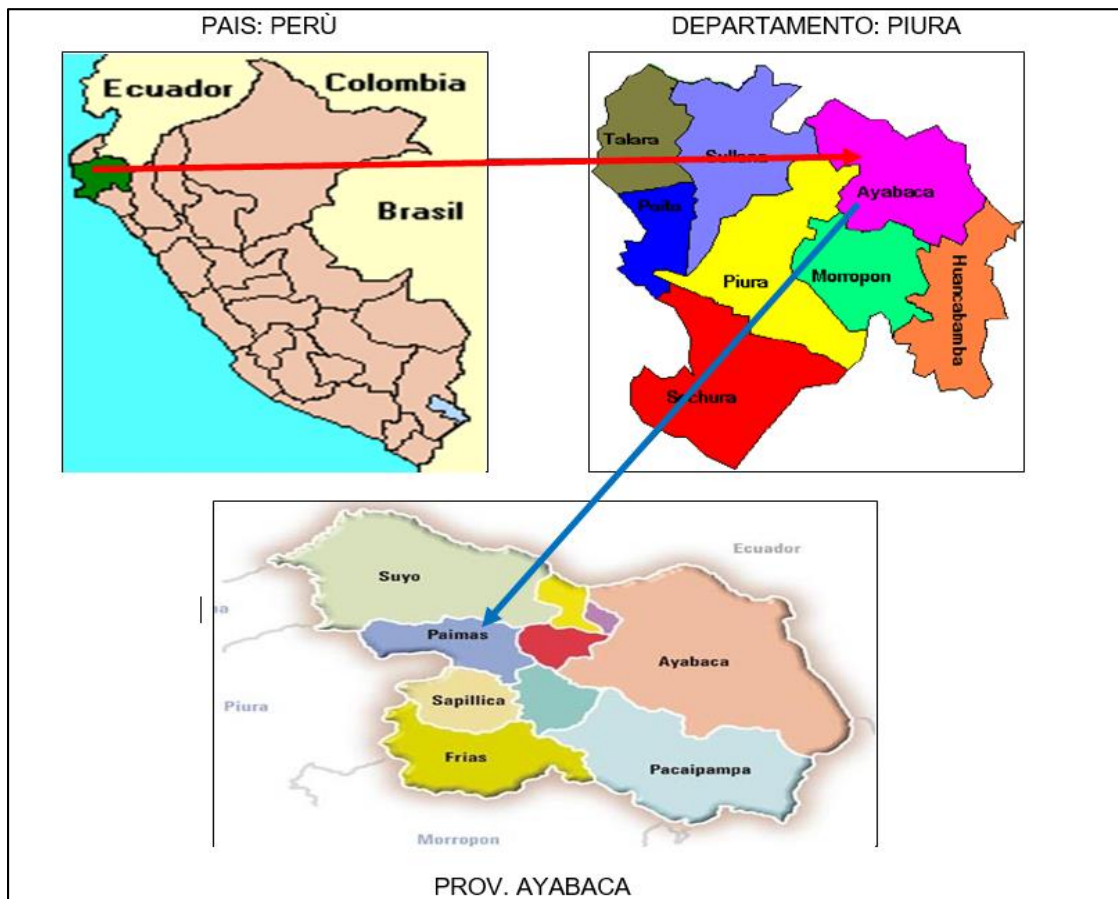 PAIS: PERÙ
DEPARTAMENTO: PIURA
Ecuador
Colombia
Brasil
Talara
Sullana
Ayabaca
Paita
Piura
Morropon
Huancabamba
Sechura
Ecuador
Suyo
Paimas
Ayabaca
Sapillica
Piura
Frias
Pacaipampa
Morropon
PROV. AYABACA